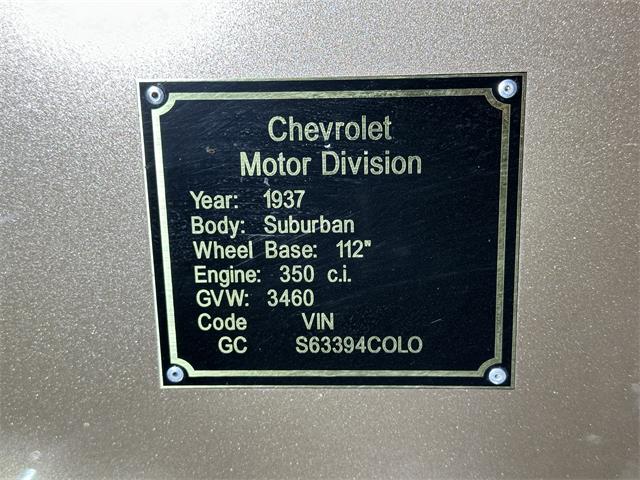 Chevrolet
Motor Division
Year: 1937
Body: Suburban
Wheel Base: 112"
Engine: 350 c.i.
GVW: 3460
Code VIN
GC S63394COLO